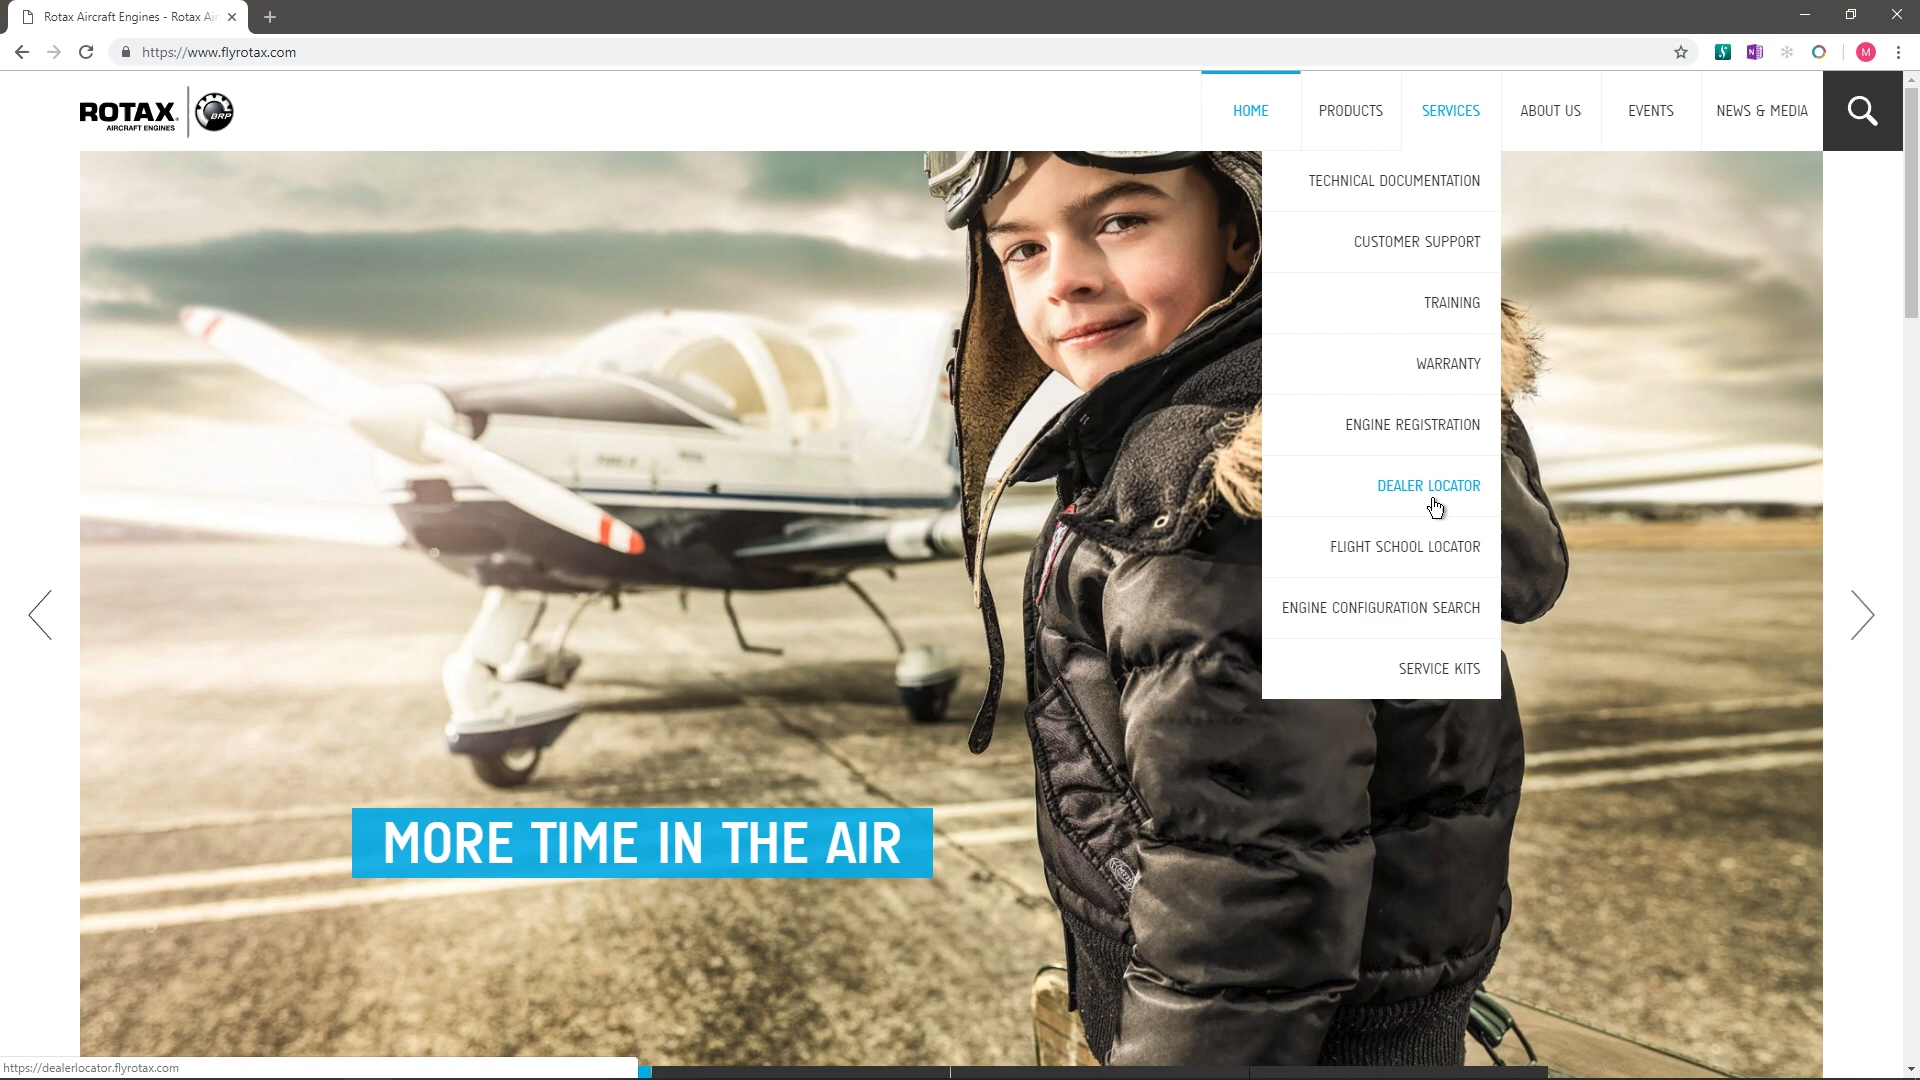 Rotax Aircraft Engines - Rotax Air
https://www.flyrotax.com
M
ROTAX
AIRCRAFT ENGINES
BRP
HOME
PRODUCTS
SERVICES
ABOUT US
EVENTS
NEWS & MEDIA
TECHNICAL DOCUMENTATION
CUSTOMER SUPPORT
TRAINING
WARRANTY
ENGINE REGISTRATION
DEALER LOCATOR
FLIGHT SCHOOL LOCATOR
ENGINE CONFIGURATION SEARCH
SERVICE KITS
MORE TIME IN THE AIR
https://dealerlocator.flyrotax.com